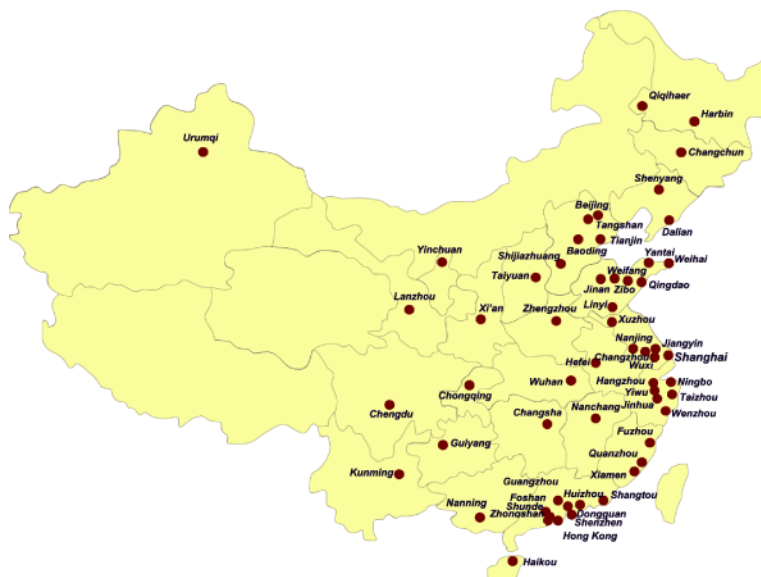 Qiqihaer
Harbin
Urumqi
Changchun
Shenyang
Beijing
Tangshan
Dalian
Tianjin
Baoding
Yinchuan
Shijiazhuang
Yantai
Weihai
Taiyuan
Weifang
Jinan
Zibo
Qingdao
Lanzhou
Xi'an
Zhengzhou
Linyi
Xuzhou
Nanjing
Jiangyin
Hefei
Changzhou
Shanghai
Wuxi
Wuhan
Hangzhou
Ningbo
Chongqing
Yiwu
Taizhou
Chengdu
Jinhua
Changsha
Nanchang
Wenzhou
Guiyang
Fuzhou
Kunming
Quanzhou
Xiamen
Guangzhou
Nanning
Foshan
Huizhou
Shangtou
Shunde
Zhongshan
Dongguan
Shenzhen
Hong Kong
Haikou